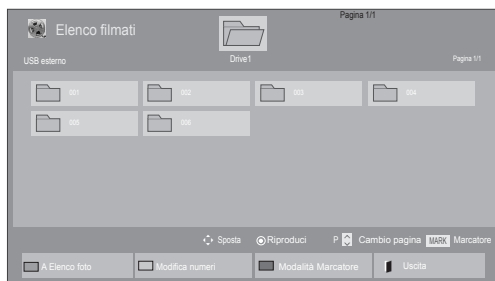 Pagina 1/1
Elenco filmati
USB esterno
Drive1
Pagina 1/1
001 002 003 004
005 006
Sposta Riproduci P Cambio pagina MARK Marcatore
A Elenco foto Modifica numeri Modalità Marcatore Uscita